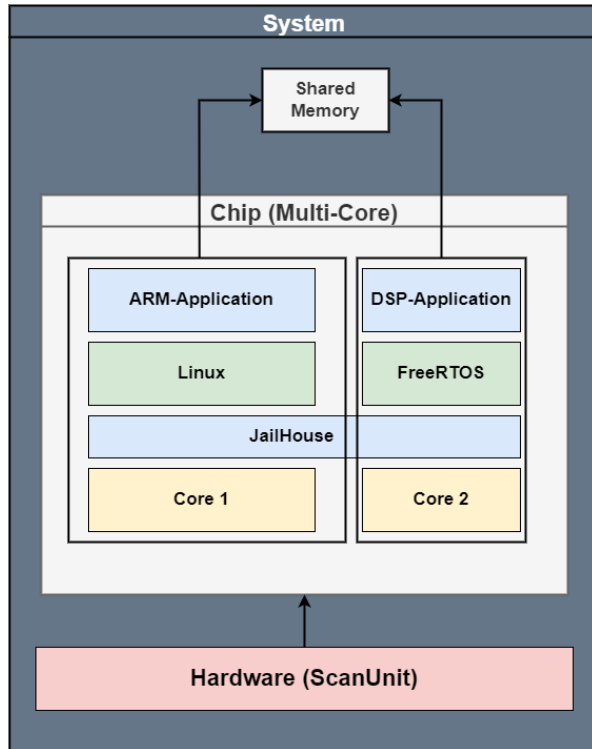 System
Shared
Memory
Chip (Multi-Core)
ARM-Application
DSP-Application
Linux
FreeRTOS
JailHouse
Core 1
Core 2
Hardware (ScanUnit)